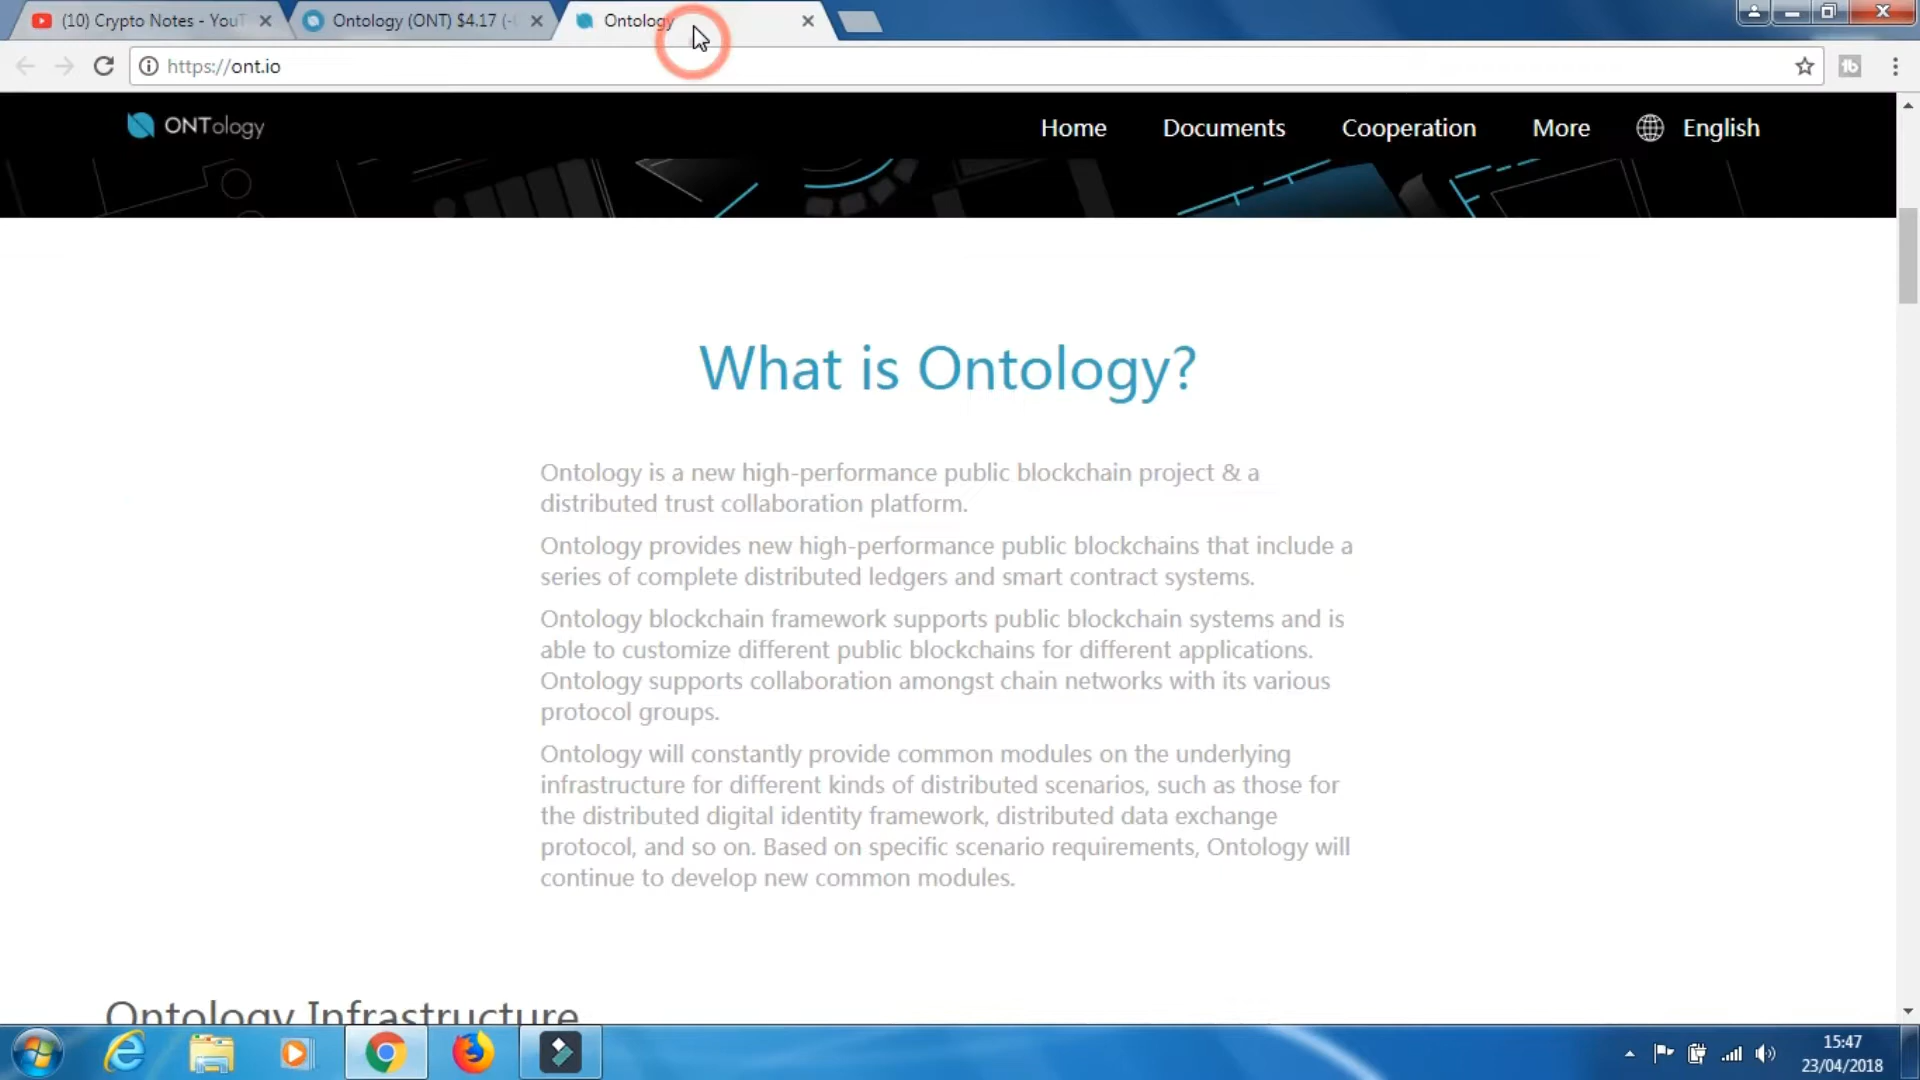 (10) Crypto Notes - YouT
Ontology (ONT) $4.17 (-
Ontology
https://ont.io
ONTology
Home
Documents
Cooperation
More
English
What is Ontology?
Ontology is a new high-performance public blockchain project & a
distributed trust collaboration platform.
Ontology provides new high-performance public blockchains that include a
series of complete distributed ledgers and smart contract systems.
Ontology blockchain framework supports public blockchain systems and is
able to customize different public blockchains for different applications.
Ontology supports collaboration amongst chain networks with its various
protocol groups.
Ontology will constantly provide common modules on the underlying
infrastructure for different kinds of distributed scenarios, such as those for
the distributed digital identity framework, distributed data exchange
protocol, and so on. Based on specific scenario requirements, Ontology will
continue to develop new common modules.
Ontology Infrastructure
15:47
23/04/2018